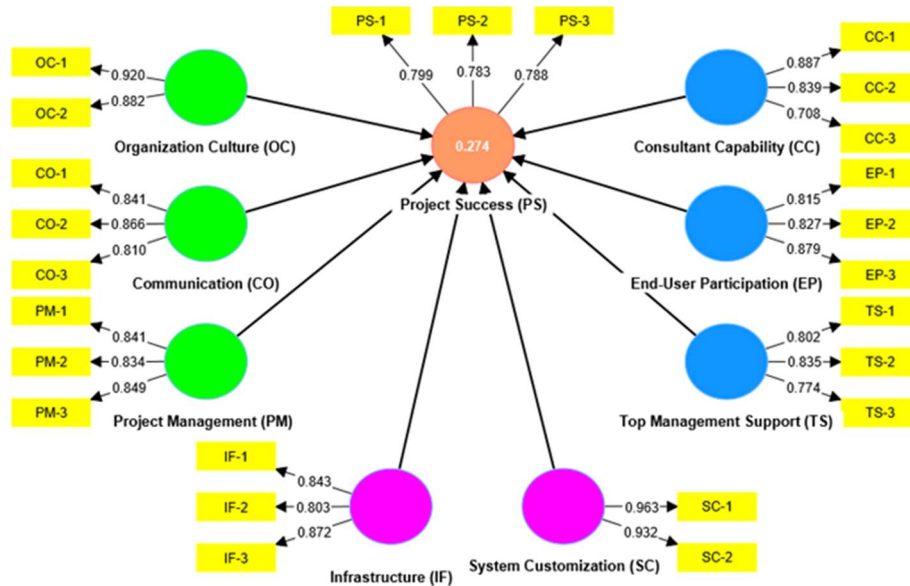 PS-1
PS-2
PS-3
0.799
0.783
0.788
0.274
Project Success (PS)
OC-1
OC-2
0.920
0.882
Organization Culture (OC)
CO-1
CO-2
CO-3
0.841
0.866
0.810
Communication (CO)
PM-1
PM-2
PM-3
0.841
0.834
0.849
Project Management (PM)
IF-1
IF-2
IF-3
0.843
0.803
0.872
Infrastructure (IF)
SC-1
SC-2
0.963
0.932
System Customization (SC)
CC-1
CC-2
CC-3
0.887
0.839
0.708
Consultant Capability (CC)
EP-1
EP-2
EP-3
0.815
0.827
0.879
End-User Participation (EP)
TS-1
TS-2
TS-3
0.802
0.835
0.774
Top Management Support (TS)